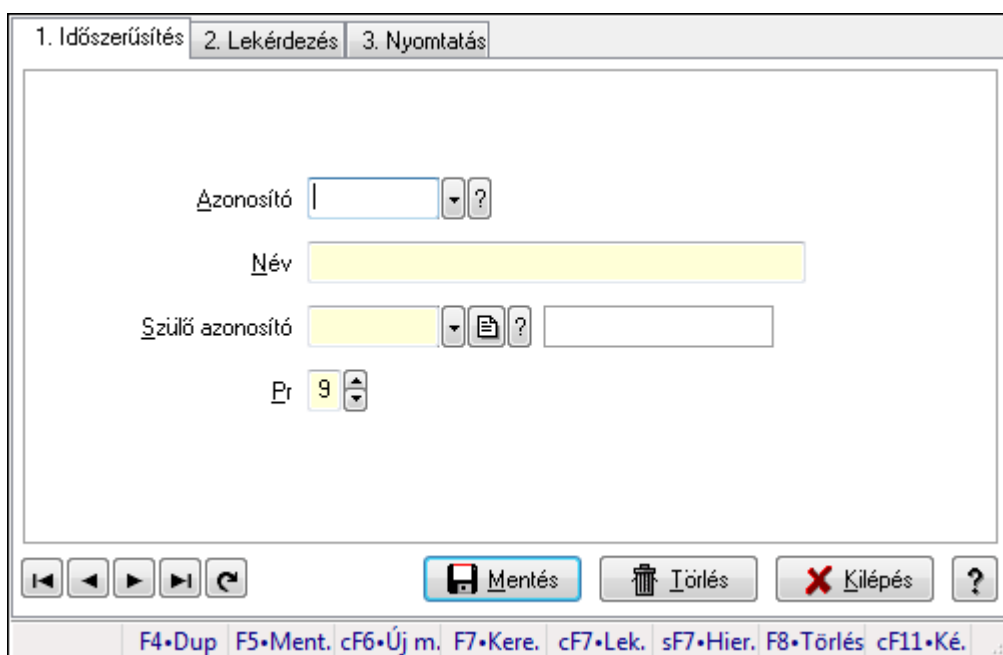 1. Időszerűsítés 2. Lekérdezés 3. Nyomtatás
Azonosító ?
Név
Szülő azonosító ?
Pr 9
Mentés Törlés Kilépés ?
F4•Dup F5•Ment. cF6•Új m. F7•Kere. cF7•Lek. sF7•Hier. F8•Törlés cF11•Ké.